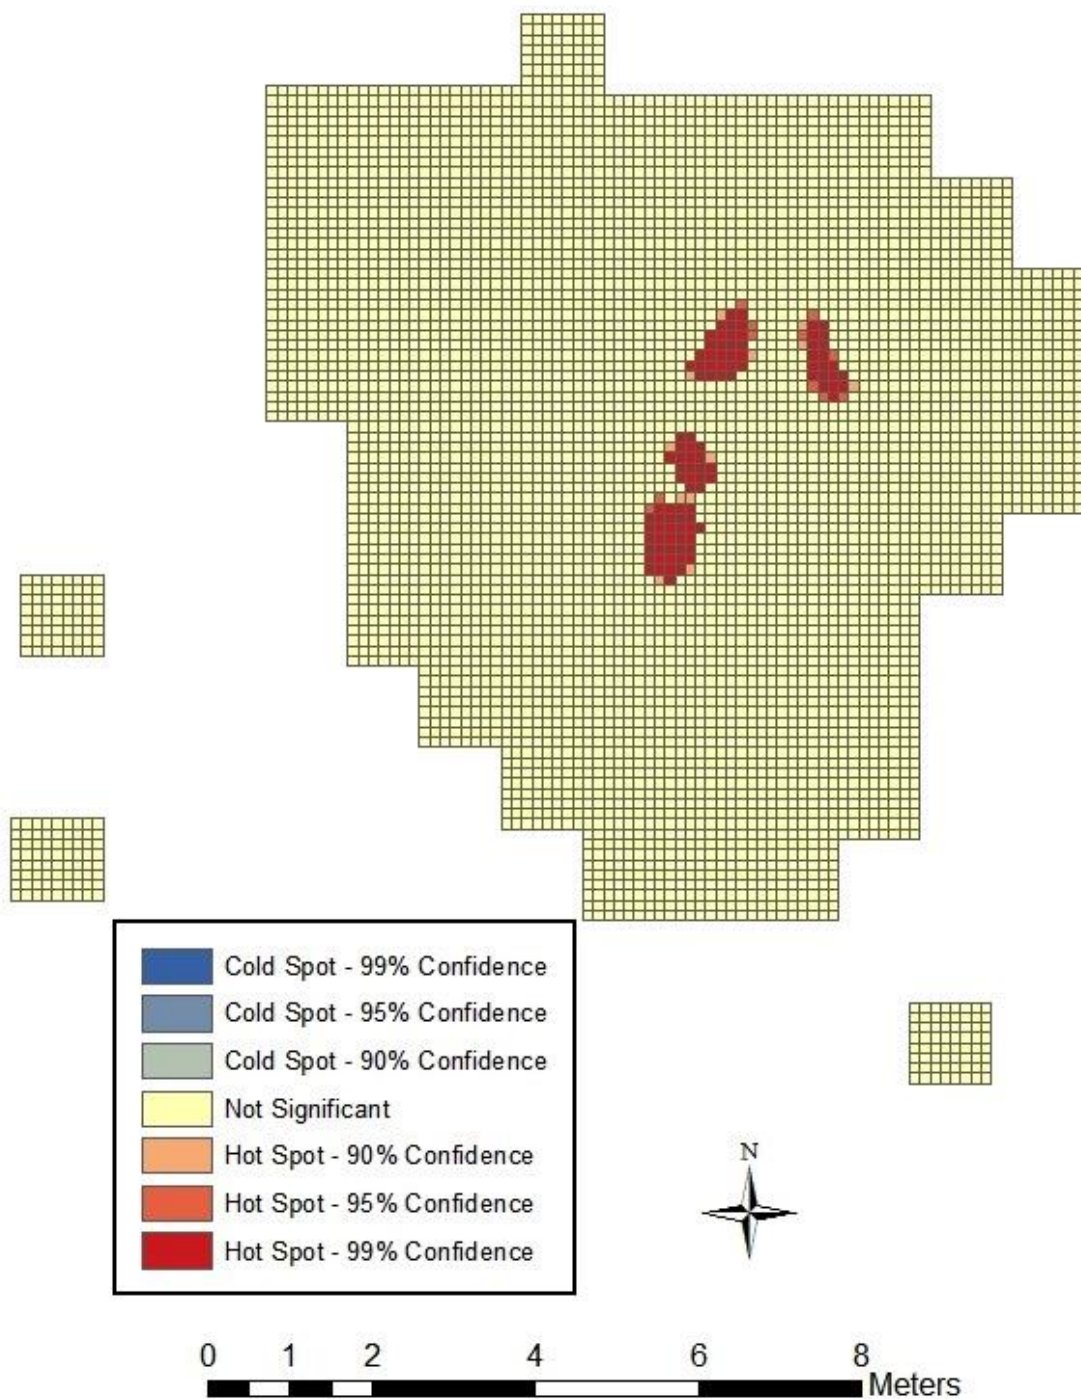 Cold Spot - 99% Confidence
Cold Spot - 95% Confidence
Cold Spot - 90% Confidence
Not Significant
Hot Spot - 90% Confidence
Hot Spot - 95% Confidence
Hot Spot - 99% Confidence
N
0 1 2 4 6 8
Meters